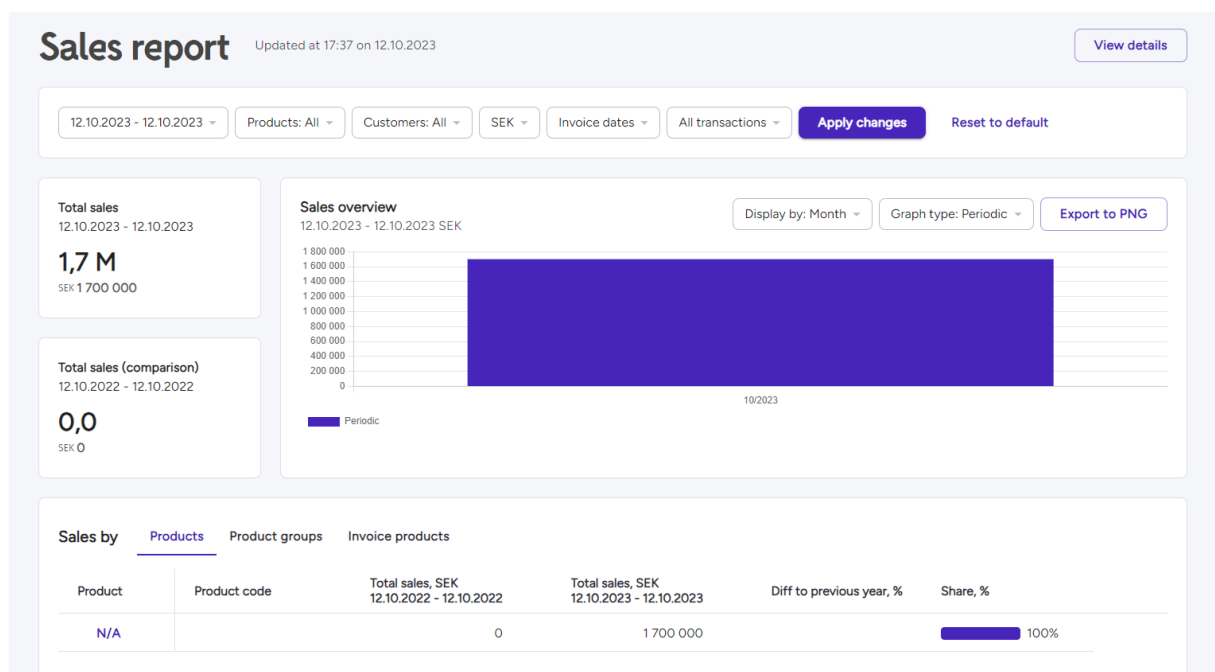 Sales report
Updated at 17:37 on 12.10.2023
View details
12.10.2023 - 12.10.2023
Products: All
Customers: All
SEK
Invoice dates
All transactions
Apply changes
Reset to default
Total sales
12.10.2023 - 12.10.2023
1,7 M
SEK 1 700 000
Total sales (comparison)
12.10.2022 - 12.10.2022
0,0
SEK 0
Sales overview
12.10.2023 - 12.10.2023 SEK
Display by: Month
Graph type: Periodic
Export to PNG
1 800 000
1 600 000
1 400 000
1 200 000
1 000 000
800 000
600 000
400 000
200 000
0
10/2023
Periodic
Sales by
Products
Product groups
Invoice products
Product
Product code
Total sales, SEK
12.10.2022 - 12.10.2022
Total sales, SEK
12.10.2023 - 12.10.2023
Diff to previous year, %
Share, %
N/A
0
1 700 000
100%